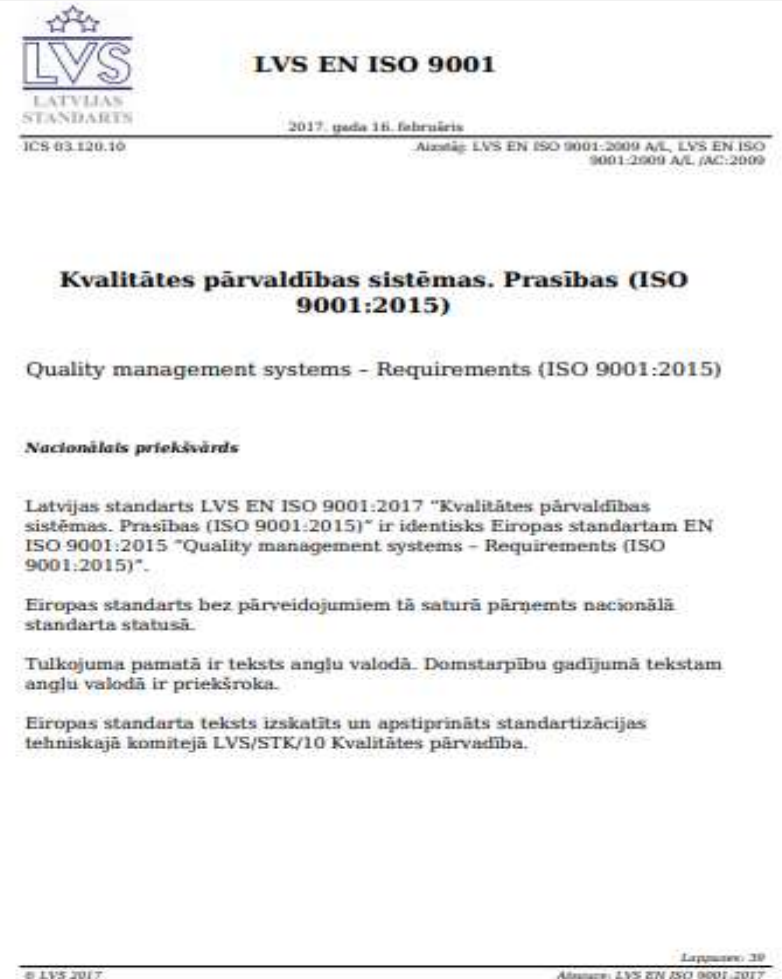 LVS
LATVIJAS
STANDARTS
LVS EN ISO 9001
2017. gada 16. februāris
ICS 03.120.10
Aizstāj: LVS EN ISO 9001:2009 A/L, LVS EN ISO
9001:2009 A/L /AC:2009
Kvalitātes pārvaldības sistēmas. Prasības (ISO
9001:2015)
Quality management systems – Requirements (ISO 9001:2015)
Nacionālais priekšvārds
Latvijas standarts LVS EN ISO 9001:2017 “Kvalitātes pārvaldības
sistēmas. Prasības (ISO 9001:2015)” ir identisks Eiropas standartam EN
ISO 9001:2015 “Quality management systems – Requirements (ISO
9001:2015)”.
Eiropas standarts bez pārveidojumiem tā saturā pārņemts nacionālā
standarta statusā.
Tulkojuma pamatā ir teksts angļu valodā. Domstarpību gadījumā tekstam
angļu valodā ir priekšroka.
Eiropas standarta teksts izskatīts un apstiprināts standartizācijas
tehniskajā komitejā LVS/STK/10 Kvalitātes pārvadība.
Lappuses: 39
© LVS 2017
Atsauce: LVS EN ISO 9001:2017